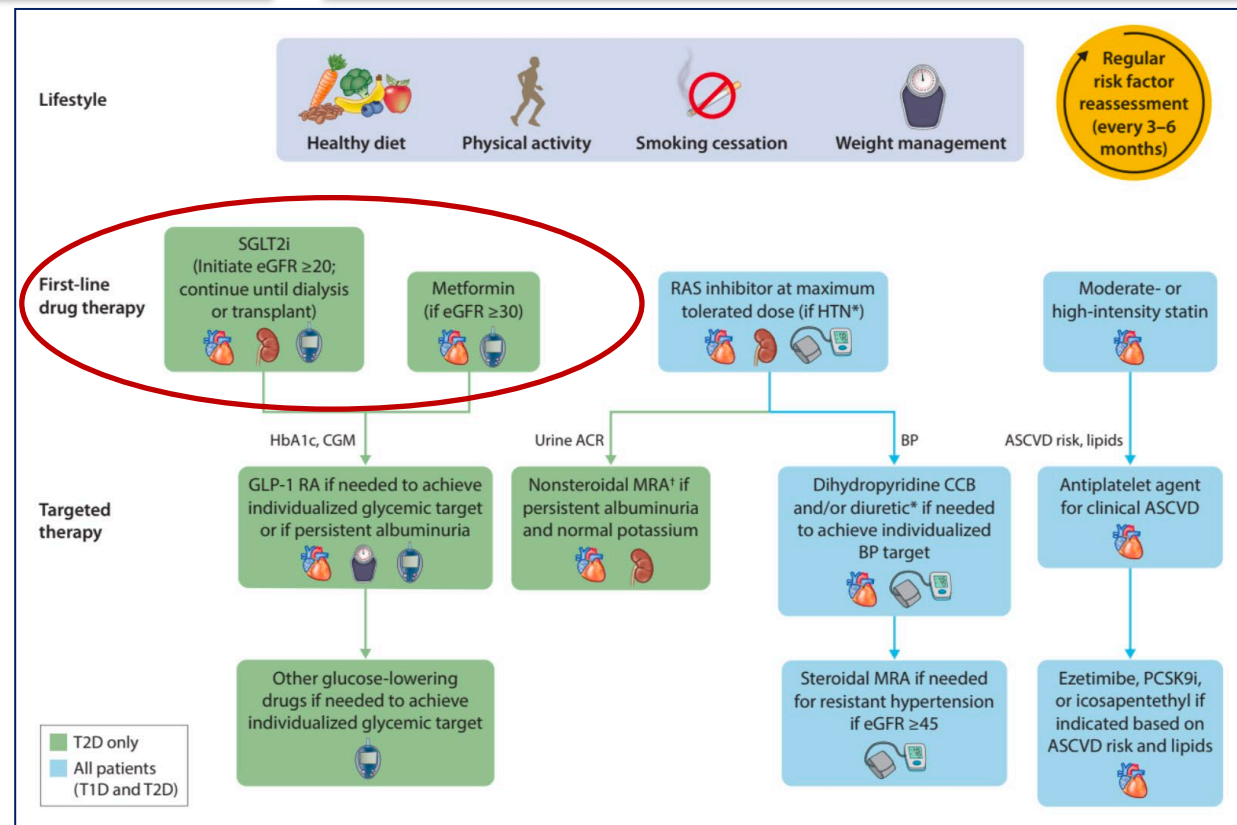 Lifestyle
Healthy diet
Physical activity
Smoking cessation
Weight management
Regular
risk factor
reassessment
(every 3–6
months)
First-line
drug therapy
SGLT2i
(Initiate eGFR ≥20;
continue until dialysis
or transplant)
Metformin
(if eGFR ≥30)
RAS inhibitor at maximum
tolerated dose (if HTN*)
Moderate- or
high-intensity statin
HbA1c, CGM
Urine ACR
BP
ASCVD risk, lipids
Targeted
therapy
GLP-1 RA if needed to achieve
individualized glycemic target
or if persistent albuminuria
Nonsteroidal MRA† if
persistent albuminuria
and normal potassium
Dihydropyridine CCB
and/or diuretic* if needed
to achieve individualized
BP target
Antiplatelet agent
for clinical ASCVD
Other glucose-lowering
drugs if needed to achieve
individualized glycemic target
Steroidal MRA if needed
for resistant hypertension
if eGFR ≥45
Ezetimibe, PCSK9i,
or icosapentethyl if
indicated based on
ASCVD risk and lipids
T2D only
All patients
(T1D and T2D)